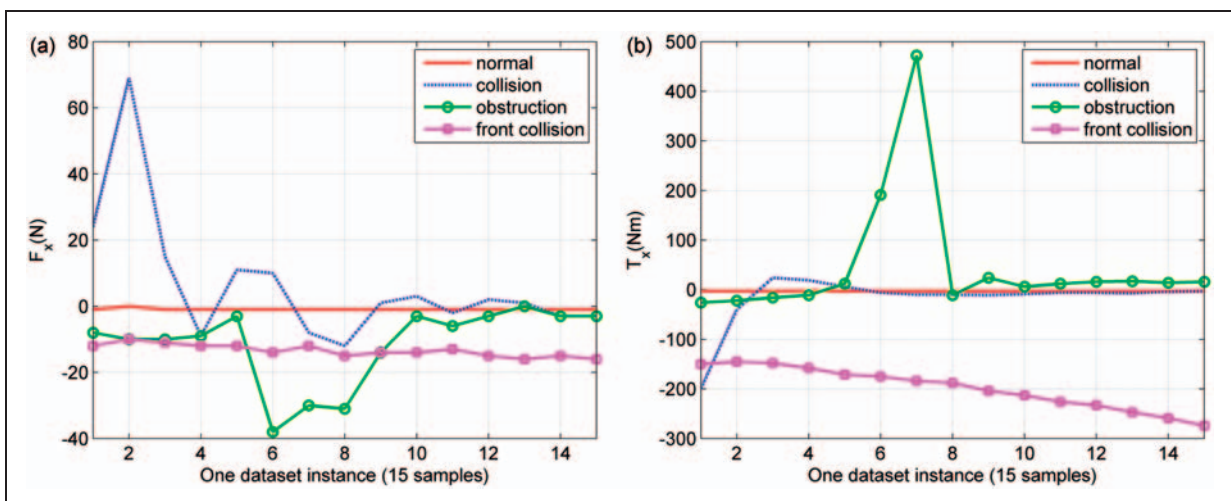 (a)
80
60
40
20
0
-20
-40
F_x(N)
2
4
6
8
10
12
14
One dataset instance (15 samples)
normal
collision
obstruction
front collision
(b)
500
400
300
200
100
0
-100
-200
-300
T_x(Nm)
2
4
6
8
10
12
14
One dataset instance (15 samples)
normal
collision
obstruction
front collision